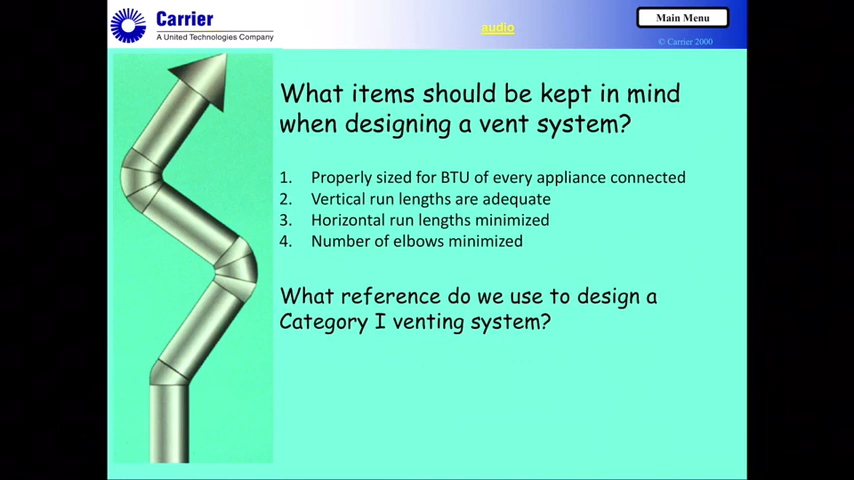 Carrier
A United Technologies Company
audio
Main Menu
© Carrier 2000
What items should be kept in mind
when designing a vent system?
1. Properly sized for BTU of every appliance connected
2. Vertical run lengths are adequate
3. Horizontal run lengths minimized
4. Number of elbows minimized
What reference do we use to design a
Category I venting system?